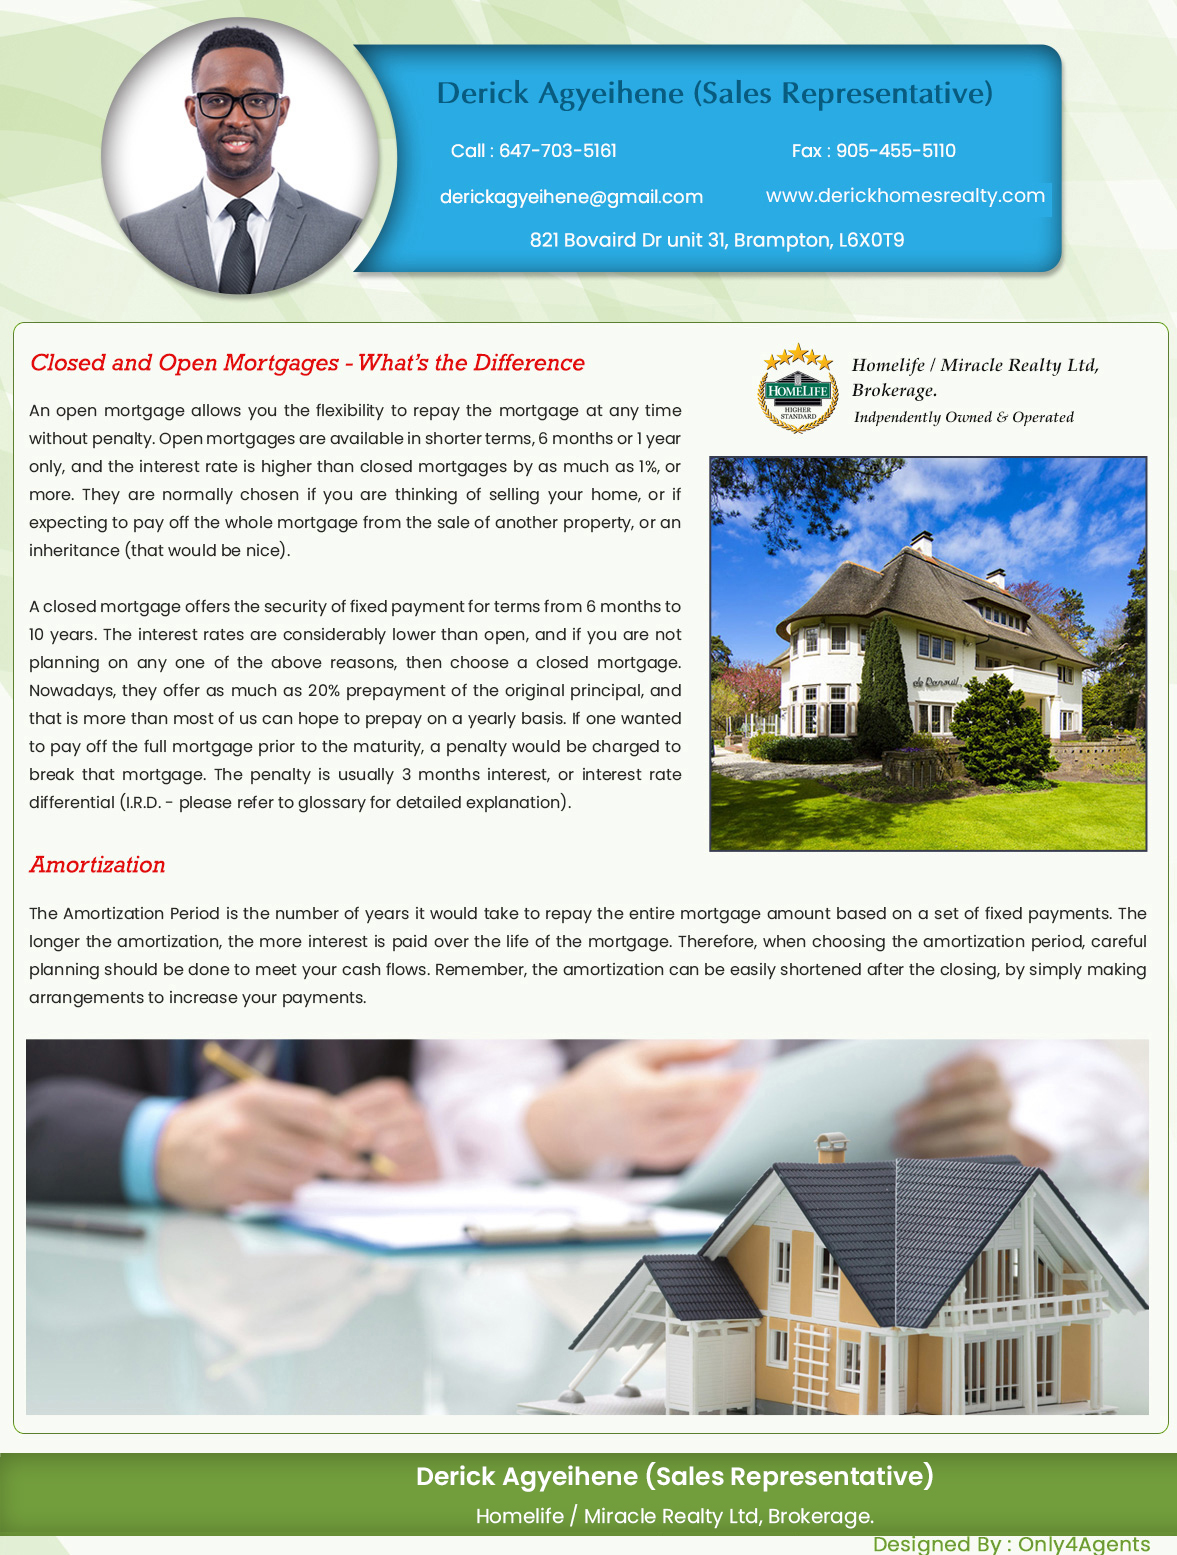 Derick Agyeihene (Sales Representative)
Call : 647-703-5161
Fax : 905-455-5110
derickagyeihene@gmail.com
www.derickhomesrealty.com
821 Bovaird Dr unit 31, Brampton, L6X0T9
Closed and Open Mortgages - What's the Difference
An open mortgage allows you the flexibility to repay the mortgage at any time
without penalty. Open mortgages are available in shorter terms, 6 months or 1 year
only, and the interest rate is higher than closed mortgages by as much as 1%, or
more. They are normally chosen if you are thinking of selling your home, or if
expecting to pay off the whole mortgage from the sale of another property, or an
inheritance (that would be nice).
A closed mortgage offers the security of fixed payment for terms from 6 months to
10 years. The interest rates are considerably lower than open, and if you are not
planning on any one of the above reasons, then choose a closed mortgage.
Nowadays, they offer as much as 20% prepayment of the original principal, and
that is more than most of us can hope to prepay on a yearly basis. If one wanted
to pay off the full mortgage prior to the maturity, a penalty would be charged to
break that mortgage. The penalty is usually 3 months interest, or interest rate
differential (I.R.D. - please refer to glossary for detailed explanation).
HOMELIFE
HIGHER
STANDARD
Homelife / Miracle Realty Ltd,
Brokerage.
Indpendently Owned & Operated
Amortization
The Amortization Period is the number of years it would take to repay the entire mortgage amount based on a set of fixed payments. The
longer the amortization, the more interest is paid over the life of the mortgage. Therefore, when choosing the amortization period, careful
planning should be done to meet your cash flows. Remember, the amortization can be easily shortened after the closing, by simply making
arrangements to increase your payments.
Derick Agyeihene (Sales Representative)
Homelife / Miracle Realty Ltd, Brokerage.
Designed By : Only4Agents